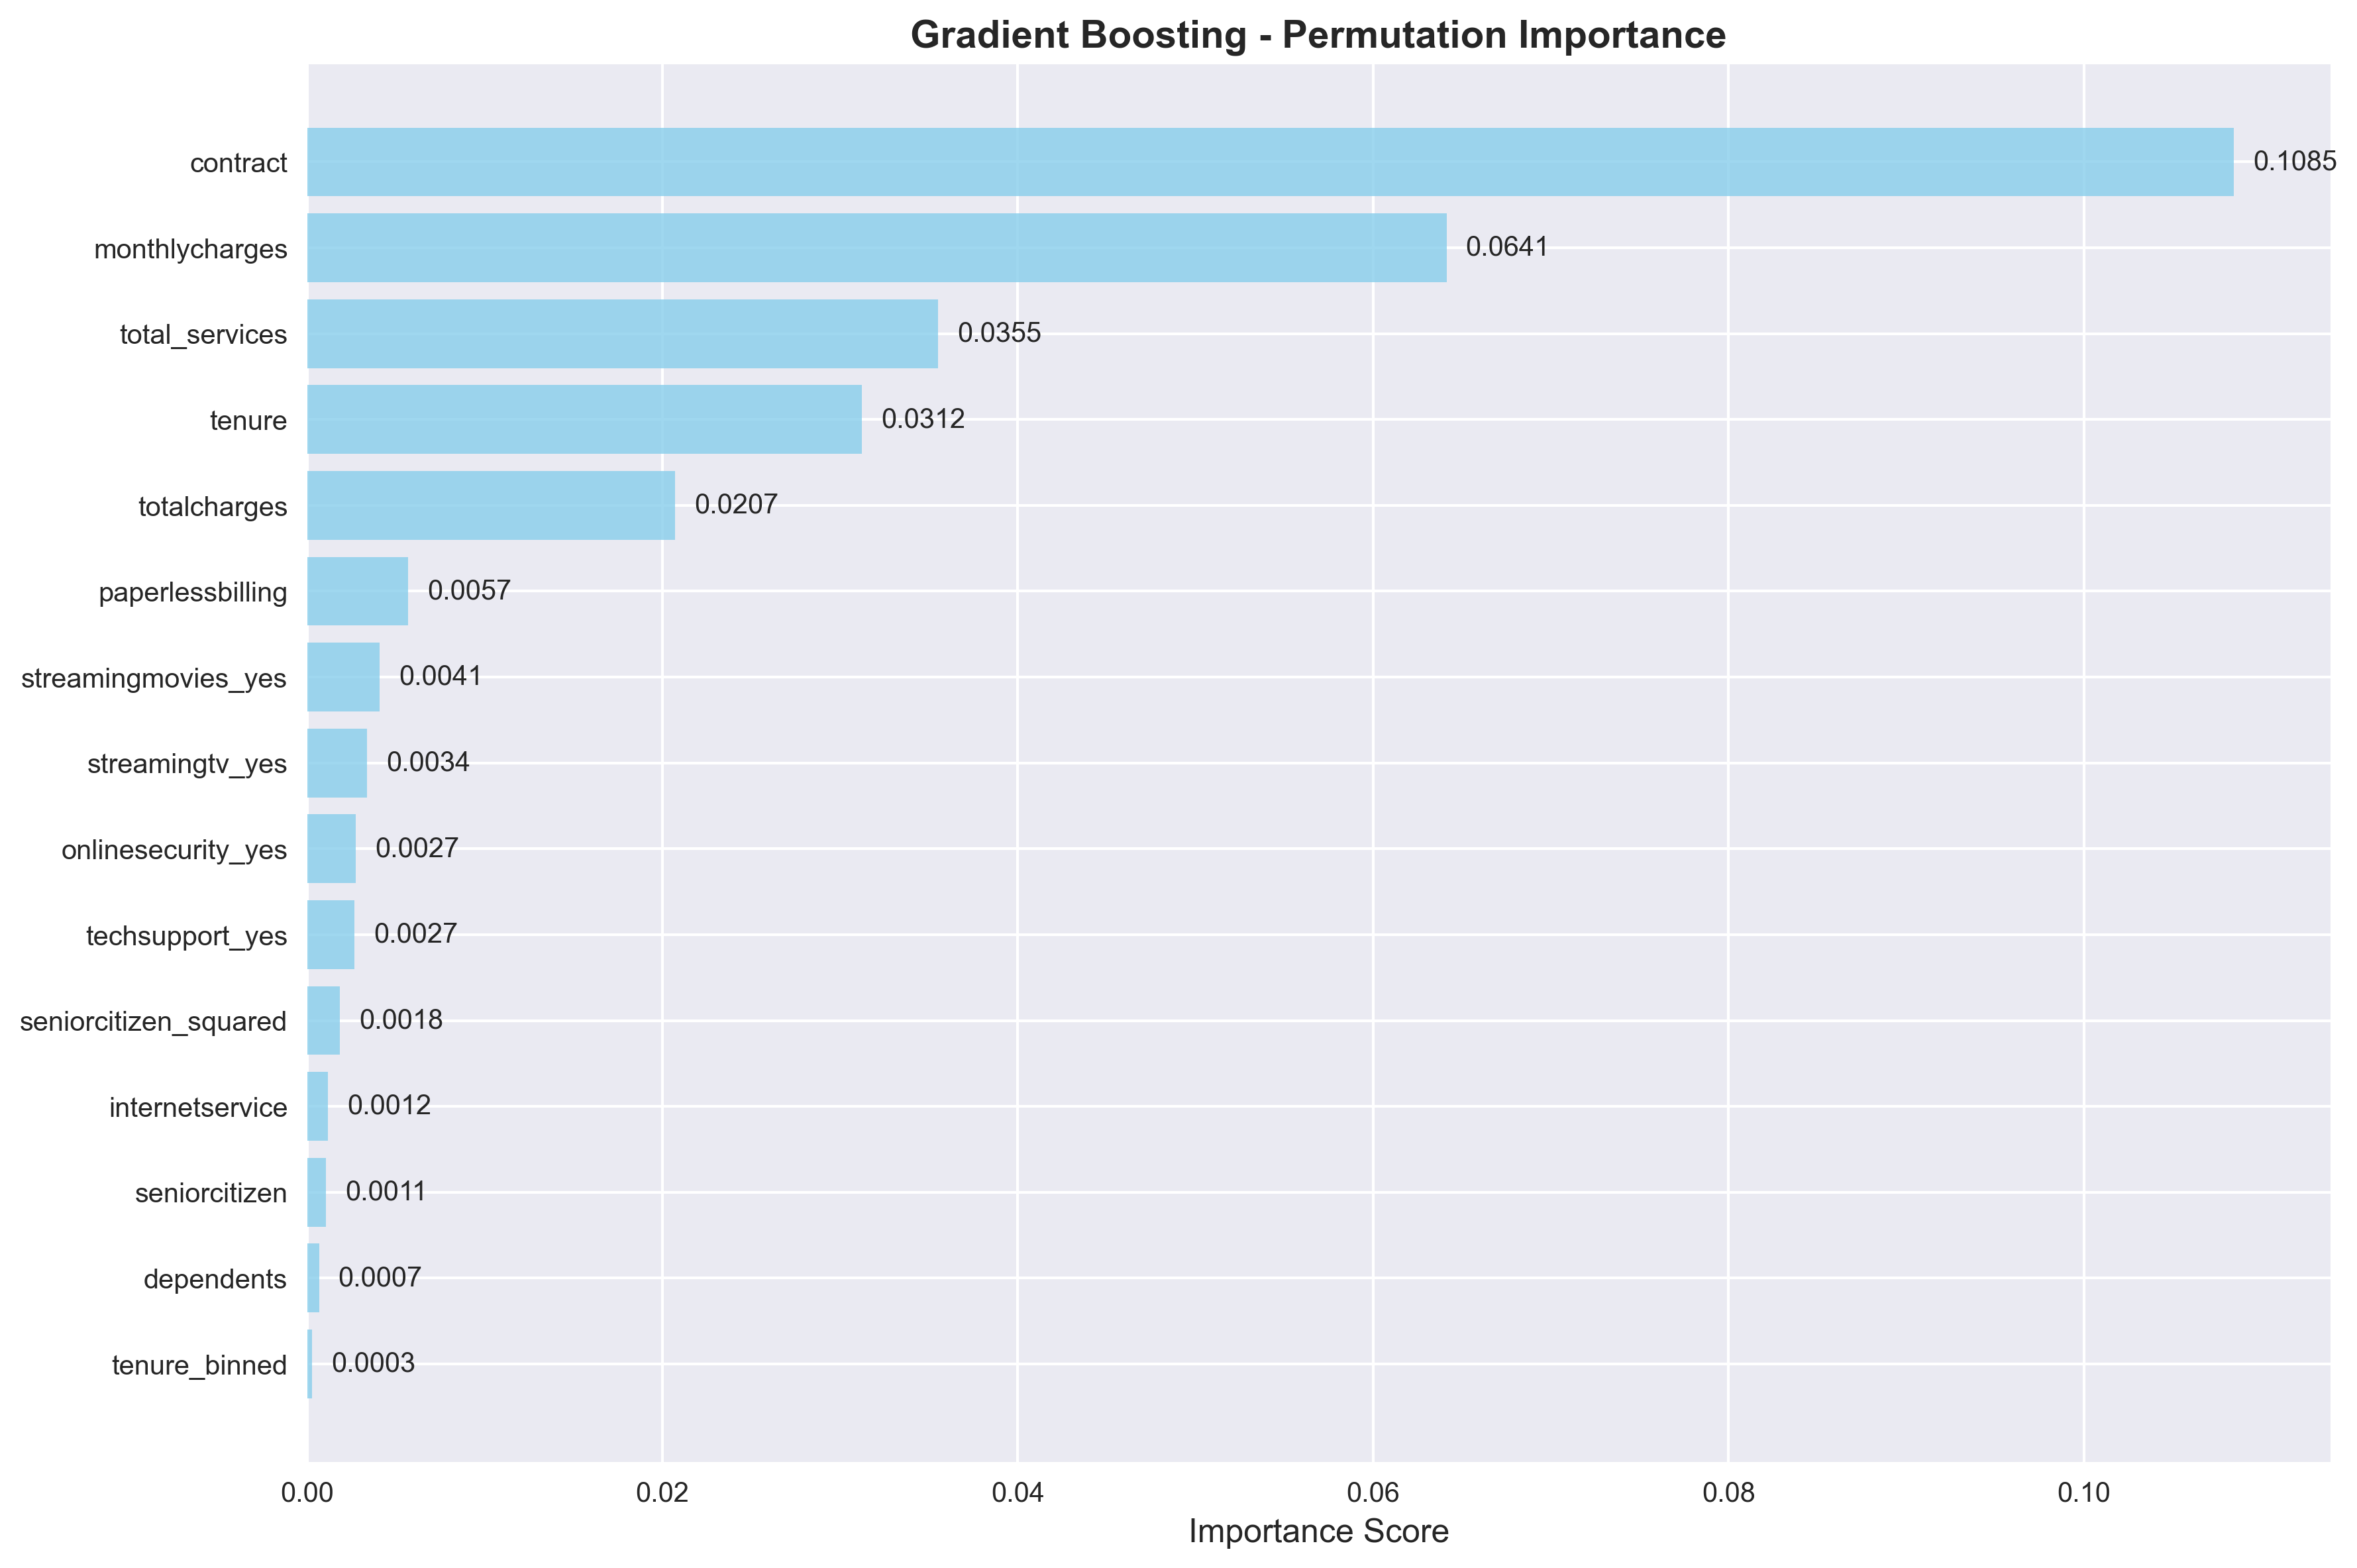 Gradient Boosting - Permutation Importance
contract 0.1085
monthlycharges 0.0641
total_services 0.0355
tenure 0.0312
totalcharges 0.0207
paperlessbilling 0.0057
streamingmovies_yes 0.0041
streamingtv_yes 0.0034
onlinesecurity_yes 0.0027
techsupport_yes 0.0027
seniorcitizen_squared 0.0018
internetservice 0.0012
seniorcitizen 0.0011
dependents 0.0007
tenure_binned 0.0003
0.00 0.02 0.04 0.06 0.08 0.10
Importance Score